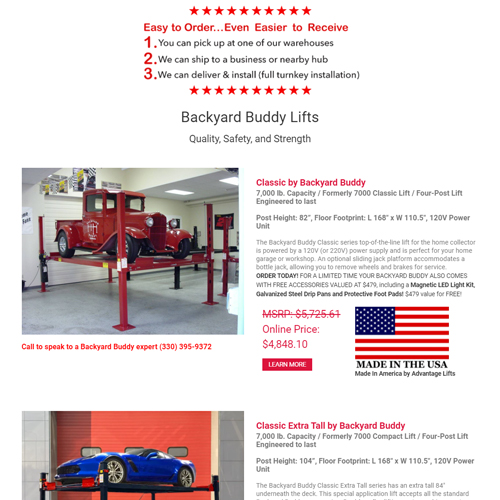 Easy to Order...Even Easier to Receive
1. You can pick up at one of our warehouses
2. We can ship to a business or nearby hub
3. We can deliver & install (full turnkey installation)
Backyard Buddy Lifts
Quality, Safety, and Strength
Classic by Backyard Buddy
7,000 lb. Capacity / Formerly 7000 Classic Lift / Four-Post Lift
Engineered to last
Post Height: 82", Floor Footprint: L 168" x W 110.5", 120V Power
Unit
The Backyard Buddy Classic series top-of-the-line lift for the home collector
is powered by a 120V (or 220V) power supply and is perfect for your home
garage or workshop. An optional sliding jack platform accommodates a
bottle jack, allowing you to remove wheels and brakes for service.
ORDER TODAY! FOR A LIMITED TIME YOUR BACKYARD BUDDY ALSO COMES
WITH FREE ACCESSORIES VALUED AT $479, including a Magnetic LED Light Kit,
Galvanized Steel Drip Pans and Protective Foot Pads! $479 value for FREE!
MSRP: $5,725.61
Online Price:
$4,848.10
LEARN MORE
MADE IN THE USA
Made in America by Advantage Lifts
Call to speak to a Backyard Buddy expert (330) 395-9372
Classic Extra Tall by Backyard Buddy
7,000 lb. Capacity / Formerly 7000 Compact Lift / Four-Post Lift
Engineered to last
Post Height: 104", Floor Footprint: L 168" x W 110.5", 120V Power
Unit
The Backyard Buddy Classic Extra Tall series has an extra tall 84"
underneath the deck. This special application lift accepts all the standard